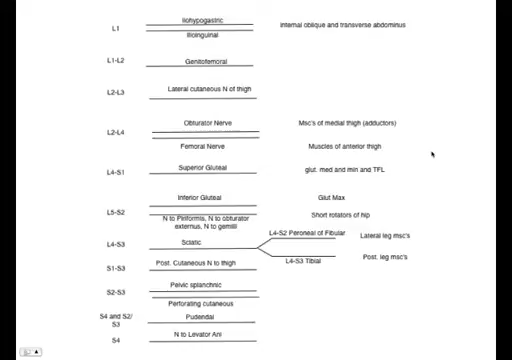 Iliohypogastric
L1 Internal oblique and transverse abdominus
Ilioinguinal
L1-L2 Genitofemoral
L2-L3 Lateral cutaneous N of thigh
Obturator Nerve Msc's of medial thigh (adductors)
L2-L4
Femoral Nerve Muscles of anterior thigh
L4-S1 Superior Gluteal glut. med and min and TFL
Inferior Gluteal Glut Max
L5-S2 Short rotators of hip
N to Piriformis, N to obturator
externus, N to gemilli
L4-S2 Peroneal of Fibular Lateral leg msc's
L4-S3 Sciatic
L4-S3 Tibial Post. leg msc's
S1-S3 Post. Cutaneous N to thigh
Pelvic splanchnic
S2-S3
Perforating cutaneous
S4 and S2/
S3 Pudendal
S4 N to Levator Ani